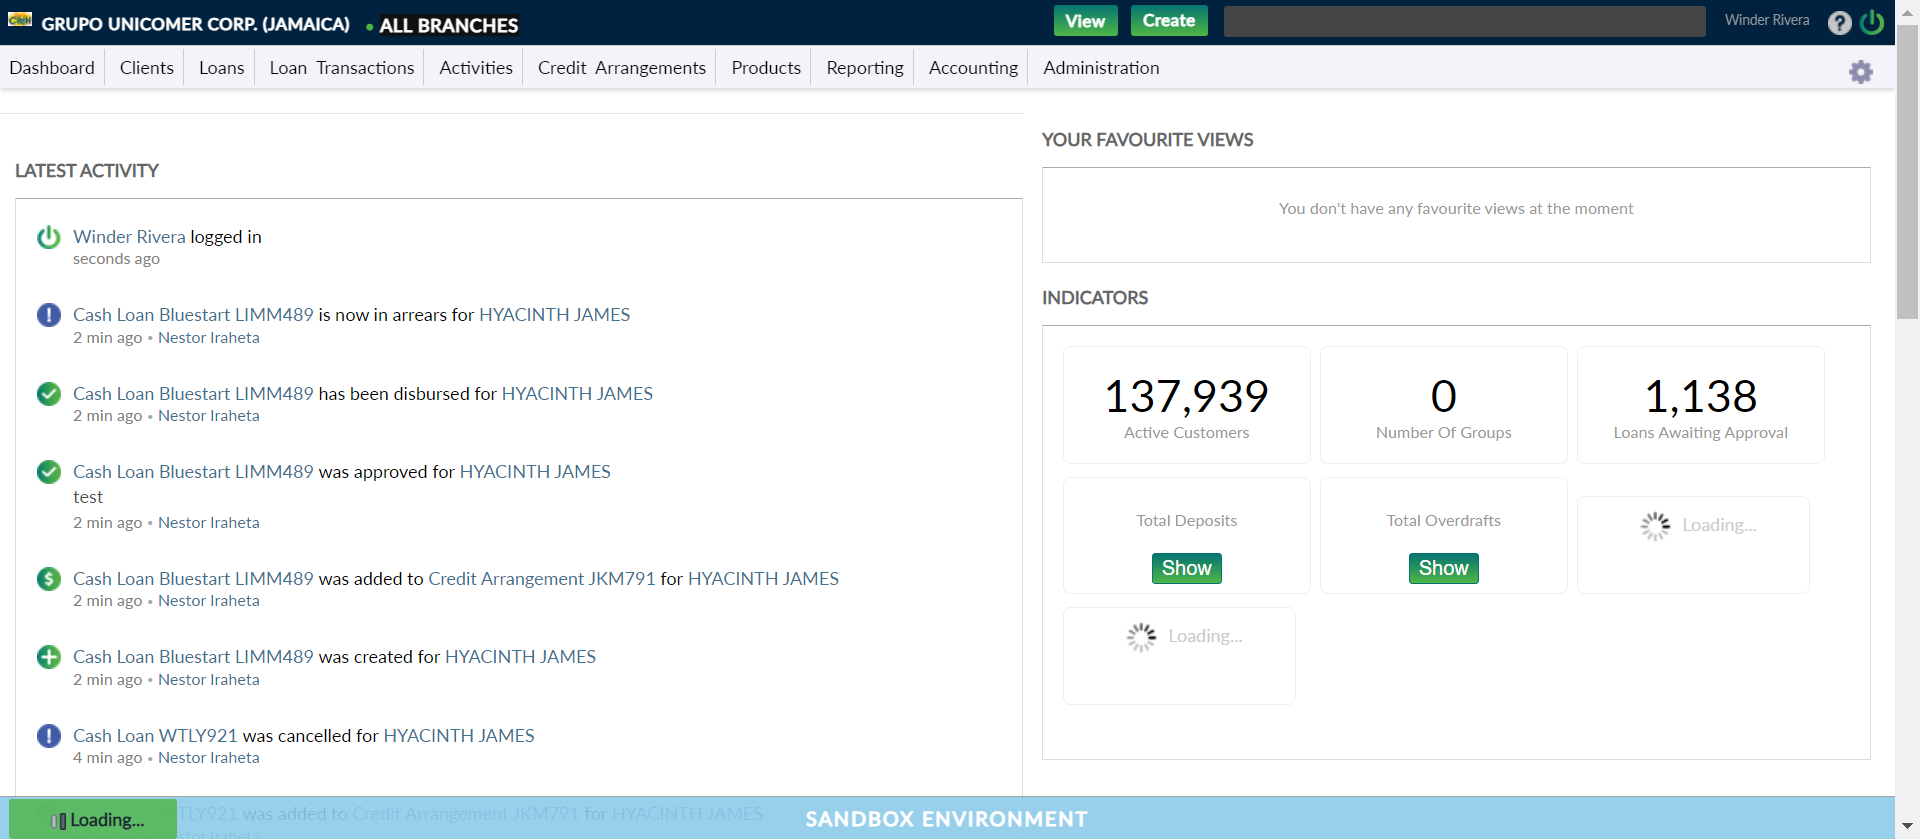 Cash GRUPO UNICOMER CORP. (JAMAICA) • ALL BRANCHES View Create Winder Rivera ?
Dashboard Clients Loans Loan Transactions Activities Credit Arrangements Products Reporting Accounting Administration
LATEST ACTIVITY
Winder Rivera logged in
seconds ago
! Cash Loan Bluestart LIMM489 is now in arrears for HYACINTH JAMES
2 min ago • Nestor Iraheta
Cash Loan Bluestart LIMM489 has been disbursed for HYACINTH JAMES
2 min ago • Nestor Iraheta
Cash Loan Bluestart LIMM489 was approved for HYACINTH JAMES
test
2 min ago • Nestor Iraheta
$ Cash Loan Bluestart LIMM489 was added to Credit Arrangement JKM791 for HYACINTH JAMES
2 min ago • Nestor Iraheta
Cash Loan Bluestart LIMM489 was created for HYACINTH JAMES
2 min ago • Nestor Iraheta
! Cash Loan WTLY921 was cancelled for HYACINTH JAMES
4 min ago • Nestor Iraheta
TLY921 was added to Credit Arrangement JKM791 for HYACINTH JAMES
YOUR FAVOURITE VIEWS
You don't have any favourite views at the moment
INDICATORS
137,939
Active Customers
0
Number Of Groups
1,138
Loans Awaiting Approval
Total Deposits
Show
Total Overdrafts
Show
Loading...
Loading...
Loading...
SANDBOX ENVIRONMENT